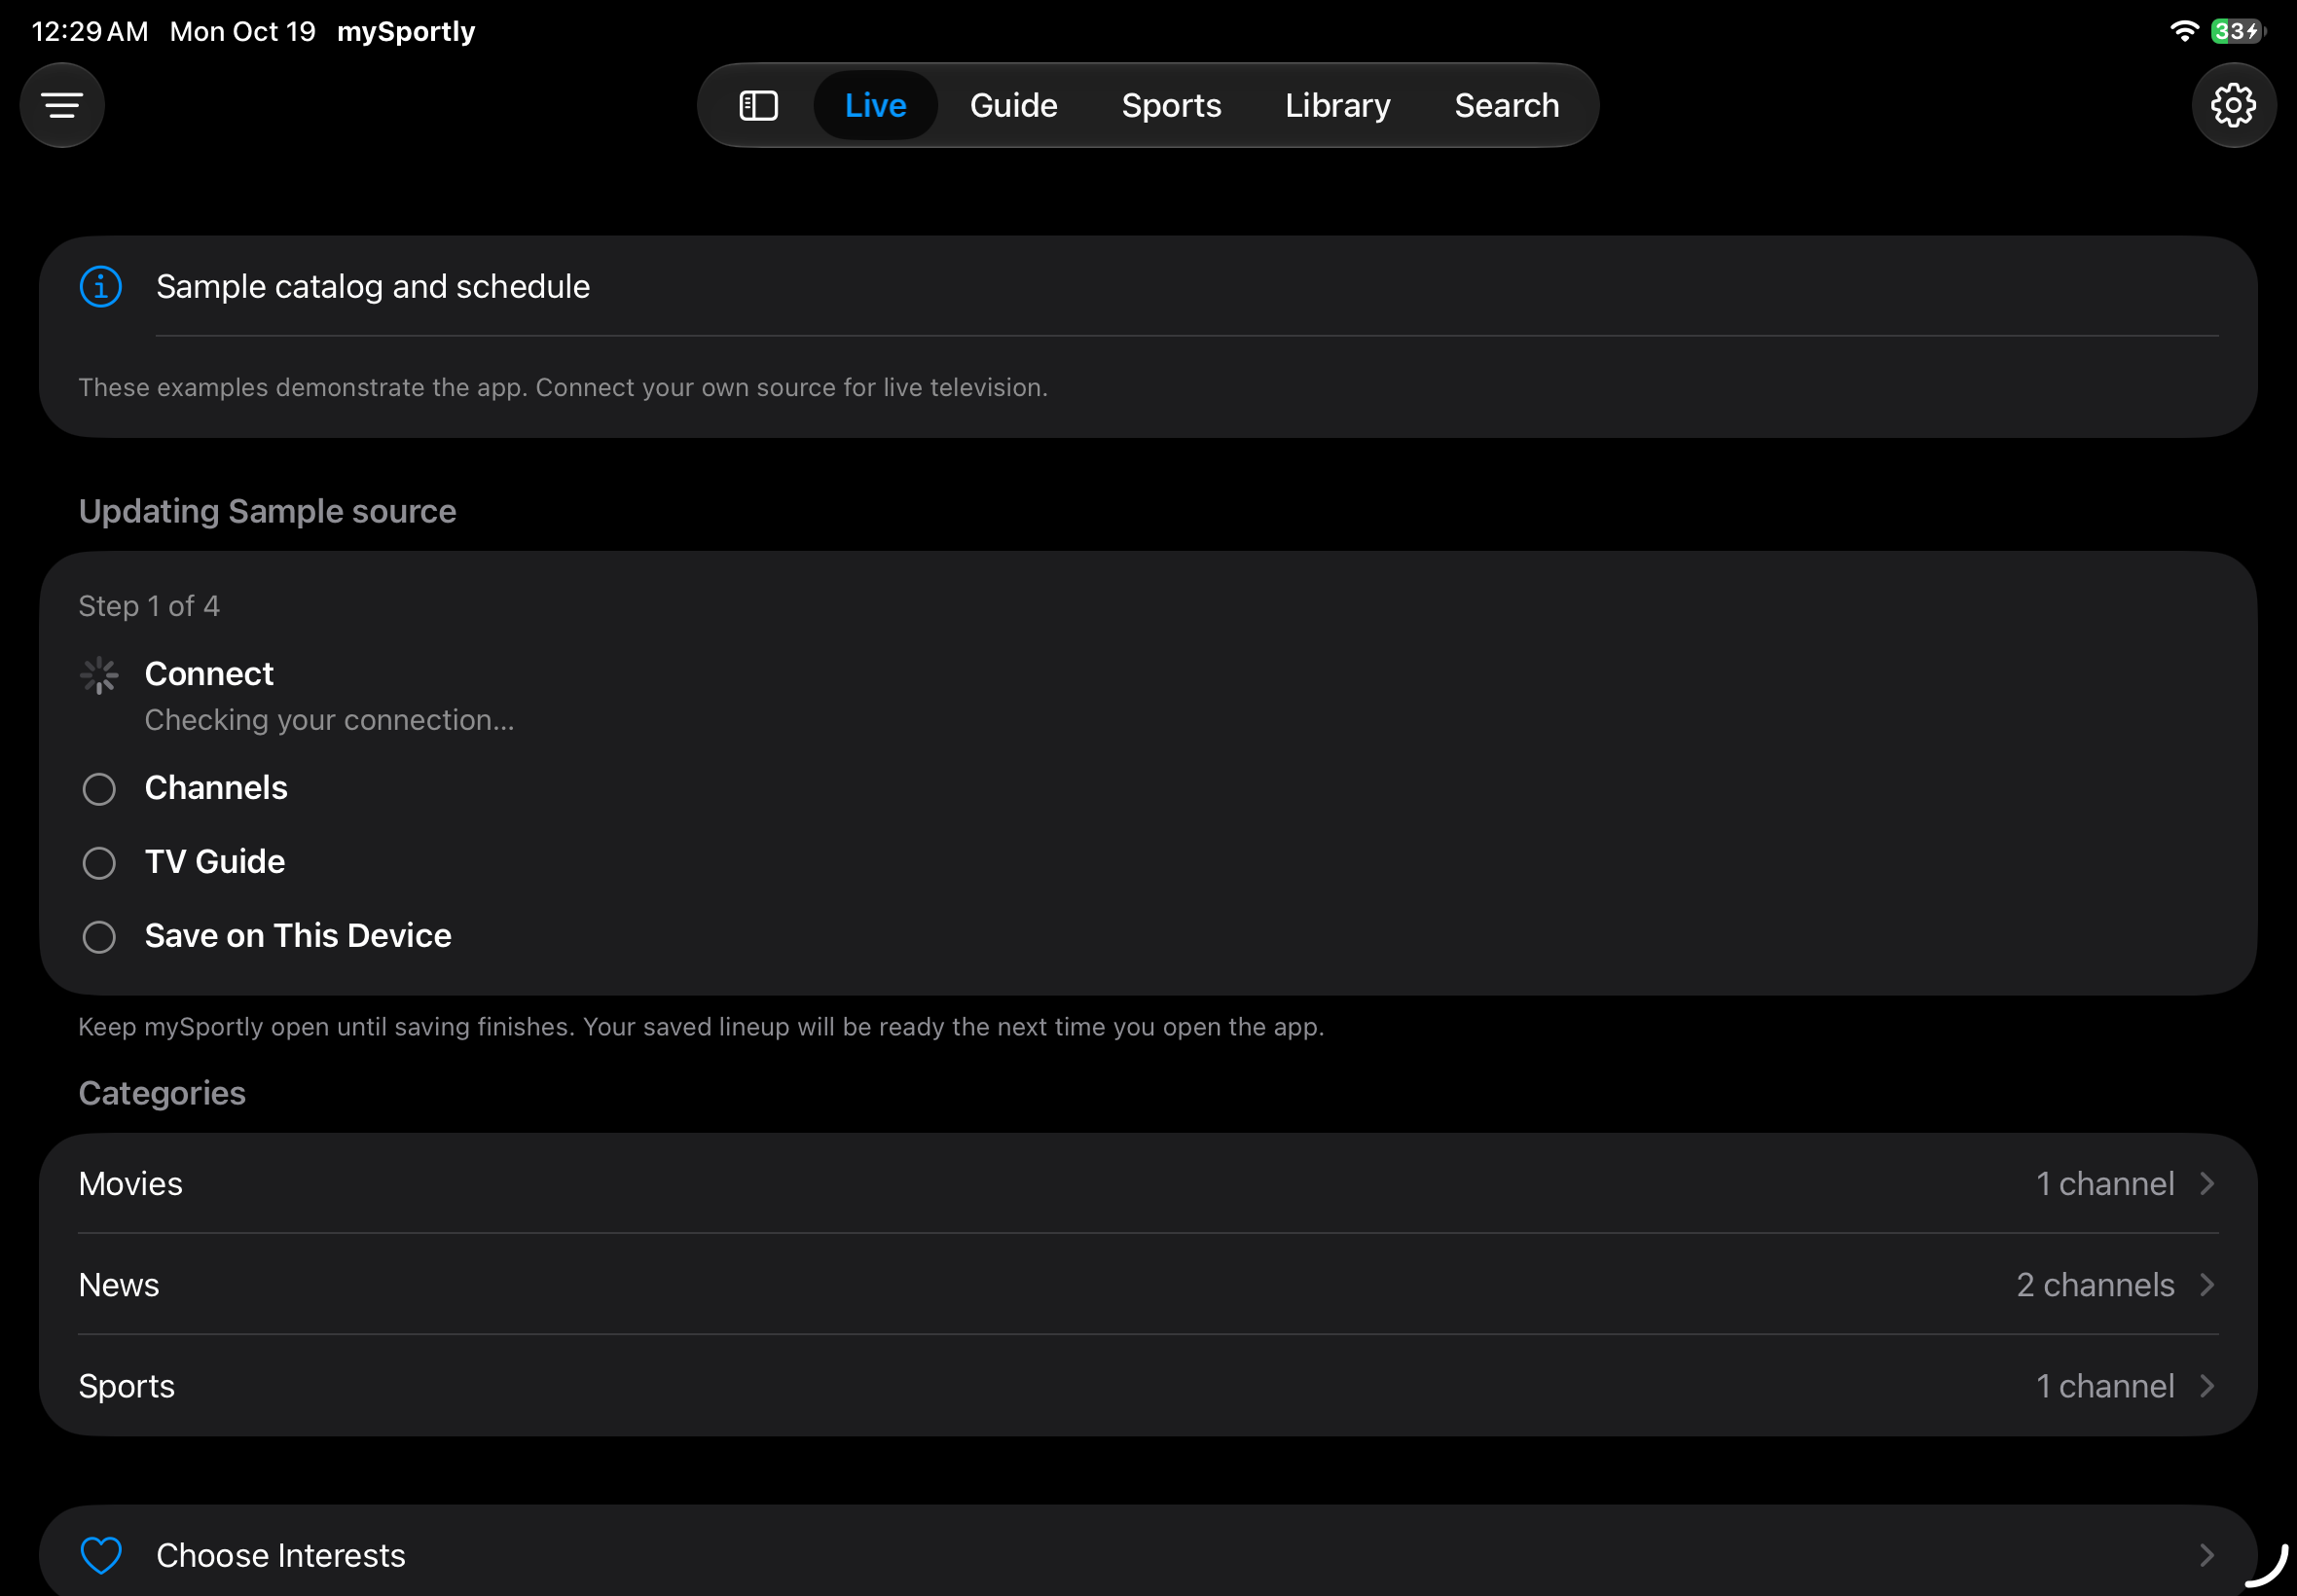 12:29 AM Mon Oct 19 mySportly
33
Live Guide Sports Library Search
Sample catalog and schedule
These examples demonstrate the app. Connect your own source for live television.
Updating Sample source
Step 1 of 4
Connect
Checking your connection...
Channels
TV Guide
Save on This Device
Keep mySportly open until saving finishes. Your saved lineup will be ready the next time you open the app.
Categories
Movies 1 channel
News 2 channels
Sports 1 channel
Choose Interests